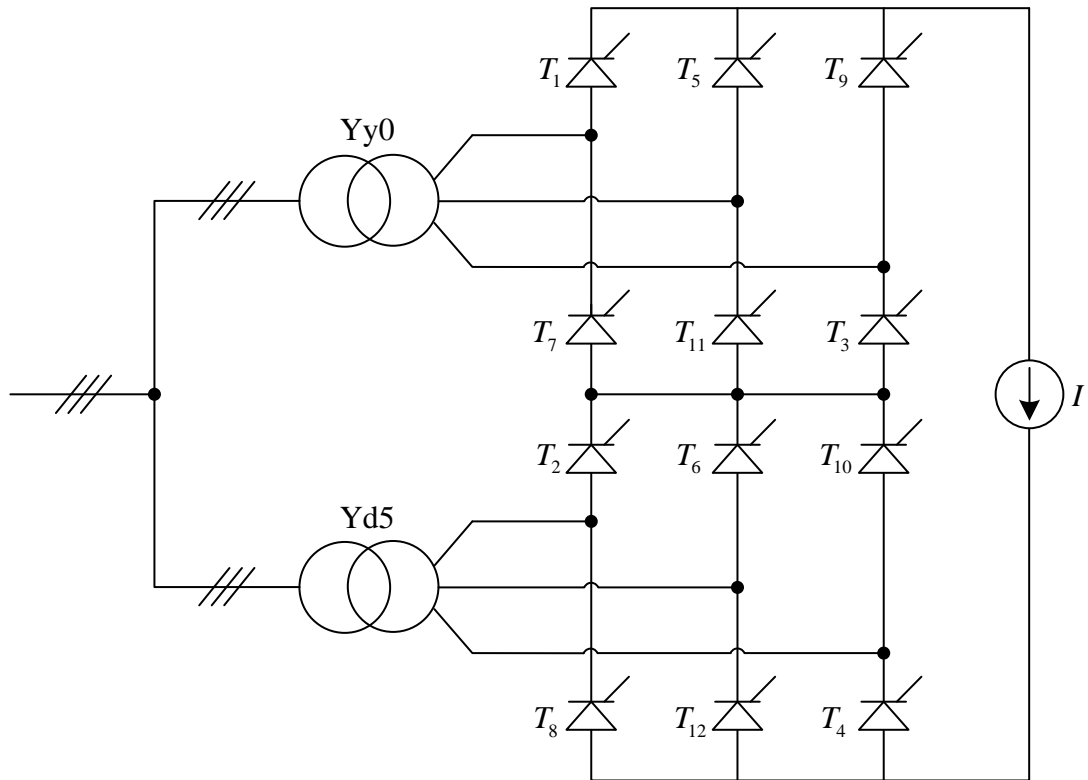 T₁ T₅ T₉
Yy0
T₇ T₁₁ T₃
I
T₂ T₆ T₁₀
Yd5
T₈ T₁₂ T₄